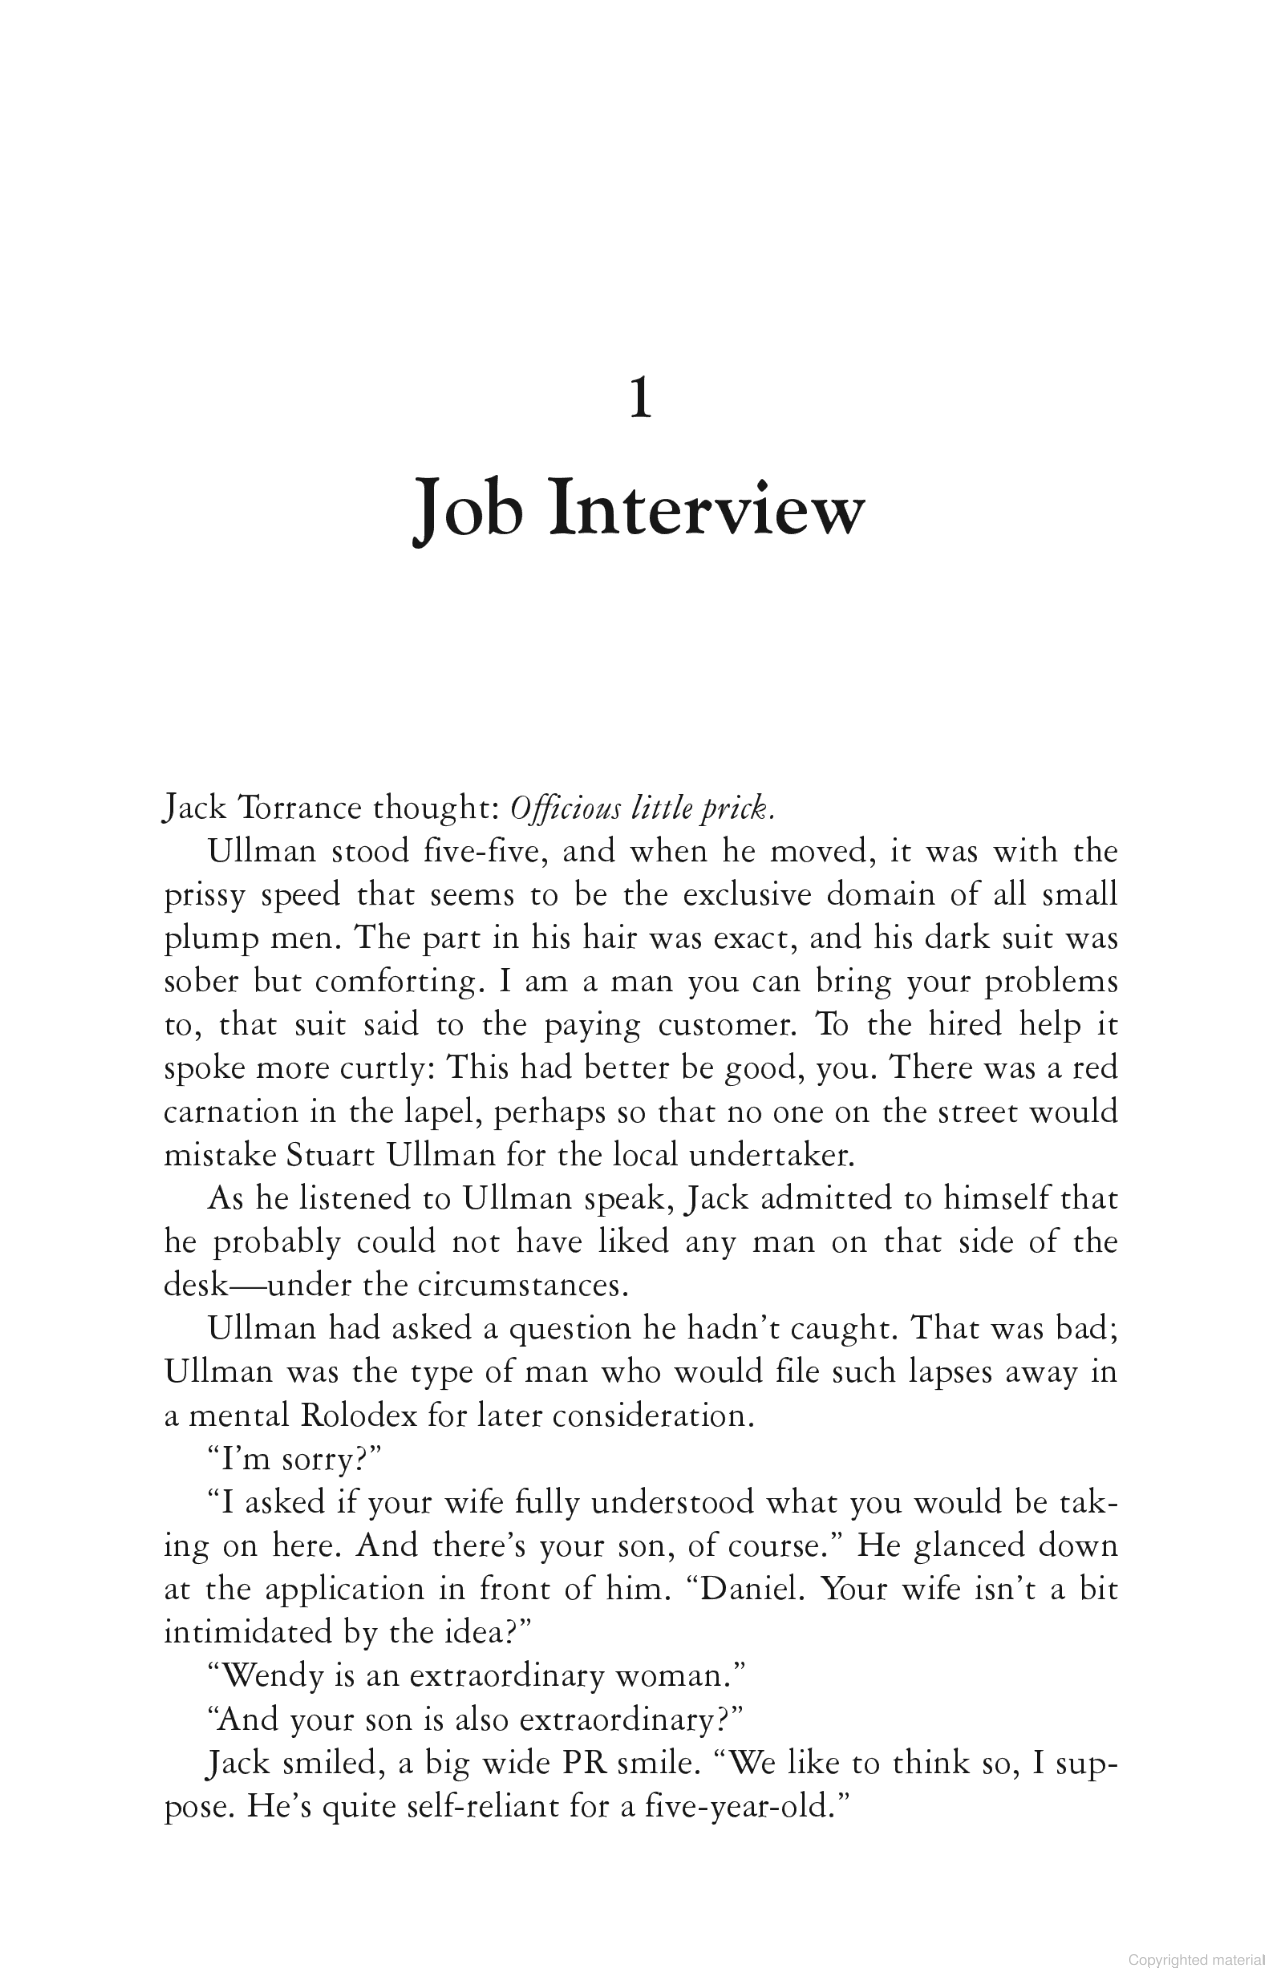 1
Job Interview
Jack Torrance thought: Officious little prick.
Ullman stood five-five, and when he moved, it was with the
prissy speed that seems to be the exclusive domain of all small
plump men. The part in his hair was exact, and his dark suit was
sober but comforting. I am a man you can bring your problems
to, that suit said to the paying customer. To the hired help it
spoke more curtly: This had better be good, you. There was a red
carnation in the lapel, perhaps so that no one on the street would
mistake Stuart Ullman for the local undertaker.
As he listened to Ullman speak, Jack admitted to himself that
he probably could not have liked any man on that side of the
desk—under the circumstances.
Ullman had asked a question he hadn’t caught. That was bad;
Ullman was the type of man who would file such lapses away in
a mental Rolodex for later consideration.
“I’m sorry?”
“I asked if your wife fully understood what you would be tak-
ing on here. And there’s your son, of course.” He glanced down
at the application in front of him. “Daniel. Your wife isn’t a bit
intimidated by the idea?”
“Wendy is an extraordinary woman.”
“And your son is also extraordinary?”
Jack smiled, a big wide PR smile. “We like to think so, I sup-
pose. He’s quite self-reliant for a five-year-old.”
Copyrighted material